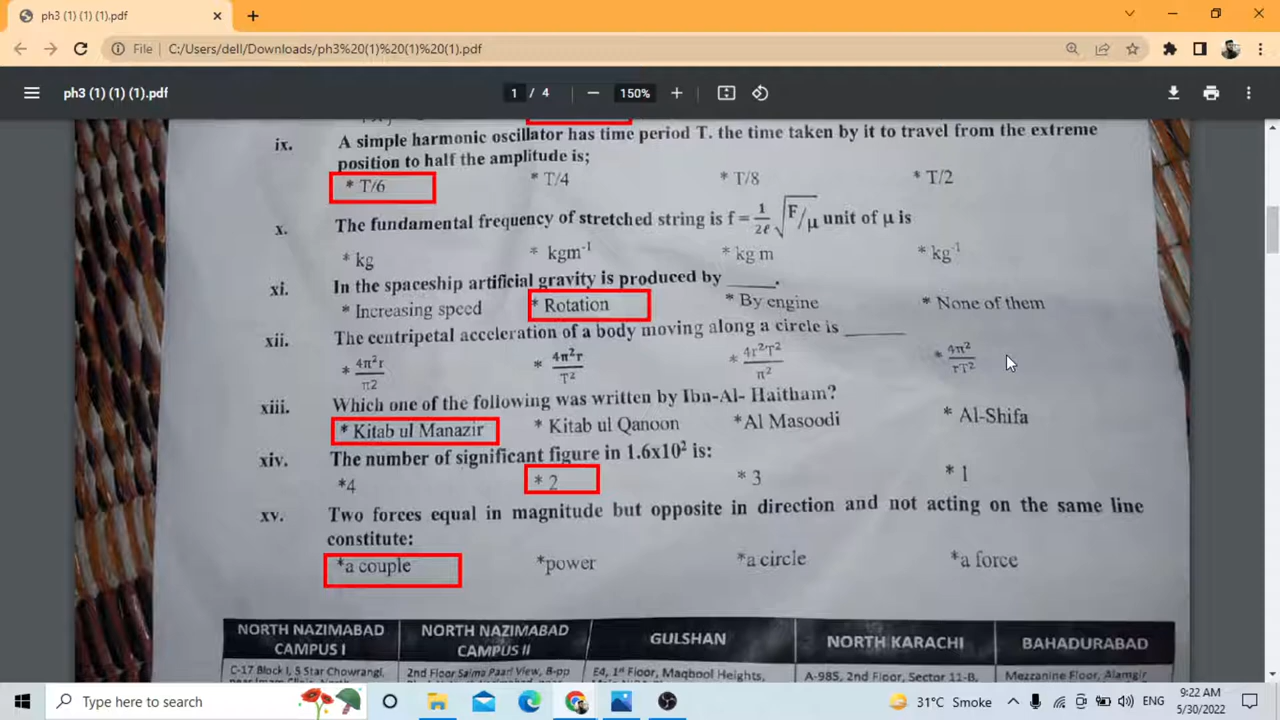 ph3 (1) (1) (1).pdf
File C:/Users/dell/Downloads/ph3%20(1)%20(1)%20(1).pdf
ph3 (1) (1) (1).pdf 1 / 4 150%
ix. A simple harmonic oscillator has time period T. the time taken by it to travel from the extreme
position to half the amplitude is;
* T/6 * T/4 * T/8 * T/2
x. The fundamental frequency of stretched string is f = 1/2ℓ √F/μ unit of μ is
* kg * kgm⁻¹ * kg m * kg⁻¹
xi. In the spaceship artificial gravity is produced by _____.
* Increasing speed * Rotation * By engine * None of them
xii. The centripetal acceleration of a body moving along a circle is ______
* 4π²r/π2 * 4π²r/T² * 4r²T²/π² * 4π²/rT²
xiii. Which one of the following was written by Ibn-Al- Haitham?
* Kitab ul Manazir * Kitab ul Qanoon *Al Masoodi * Al-Shifa
xiv. The number of significant figure in 1.6x10² is:
*4 * 2 * 3 * 1
xv. Two forces equal in magnitude but opposite in direction and not acting on the same line
constitute:
*a couple *power *a circle *a force
NORTH NAZIMABAD CAMPUS I NORTH NAZIMABAD CAMPUS II GULSHAN NORTH KARACHI BAHADURABAD
C-17 Block I, 5 Star Chowrangi, 2nd Floor Saima Paari View, B-pp E4, 1st Floor, Maqbool Heights, A-985, 2nd Floor, Sector 11-B, Mezzanine Floor, Alamgir
Type here to search 31°C Smoke ENG 9:22 AM
5/30/2022